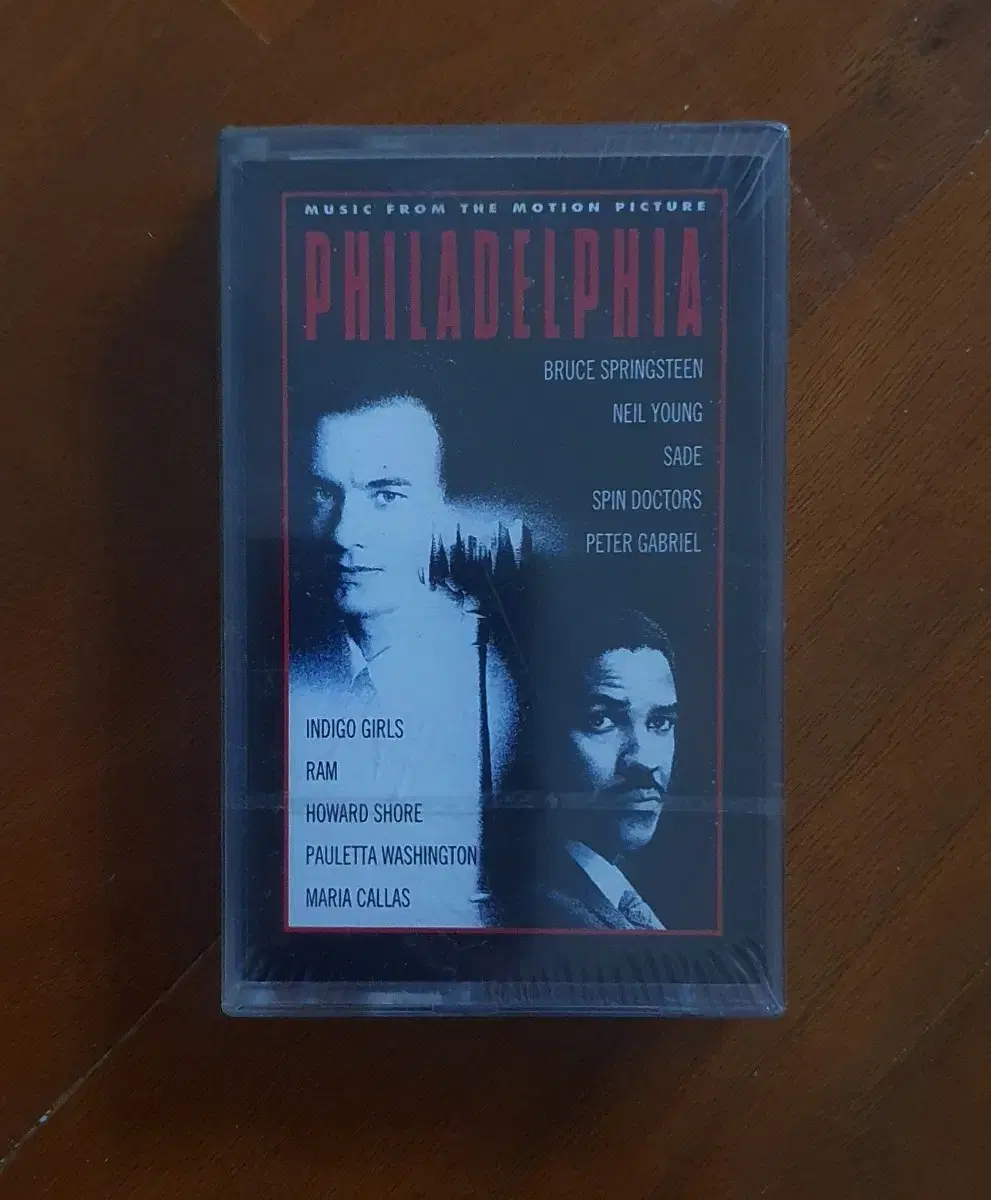 MUSIC FROM THE MOTION PICTURE
PHILADELPHIA
BRUCE SPRINGSTEEN
NEIL YOUNG
SADE
SPIN DOCTORS
PETER GABRIEL
INDIGO GIRLS
RAM
HOWARD SHORE
PAULETTA WASHINGTON
MARIA CALLAS